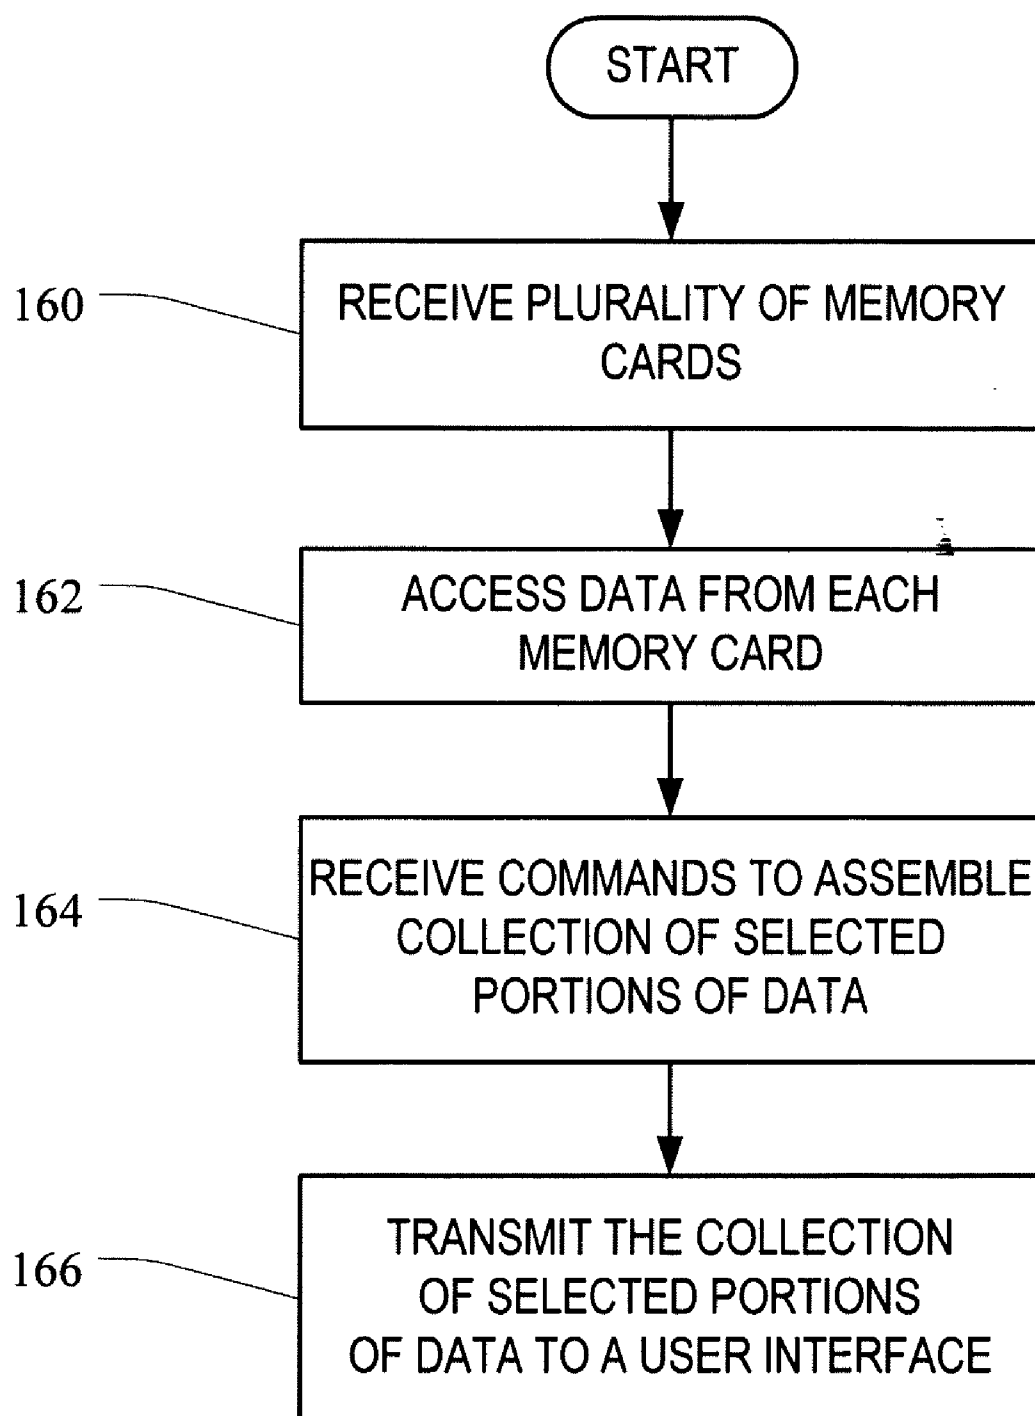 START
160
RECEIVE PLURALITY OF MEMORY
CARDS
162
ACCESS DATA FROM EACH
MEMORY CARD
164
RECEIVE COMMANDS TO ASSEMBLE
COLLECTION OF SELECTED
PORTIONS OF DATA
166
TRANSMIT THE COLLECTION
OF SELECTED PORTIONS
OF DATA TO A USER INTERFACE